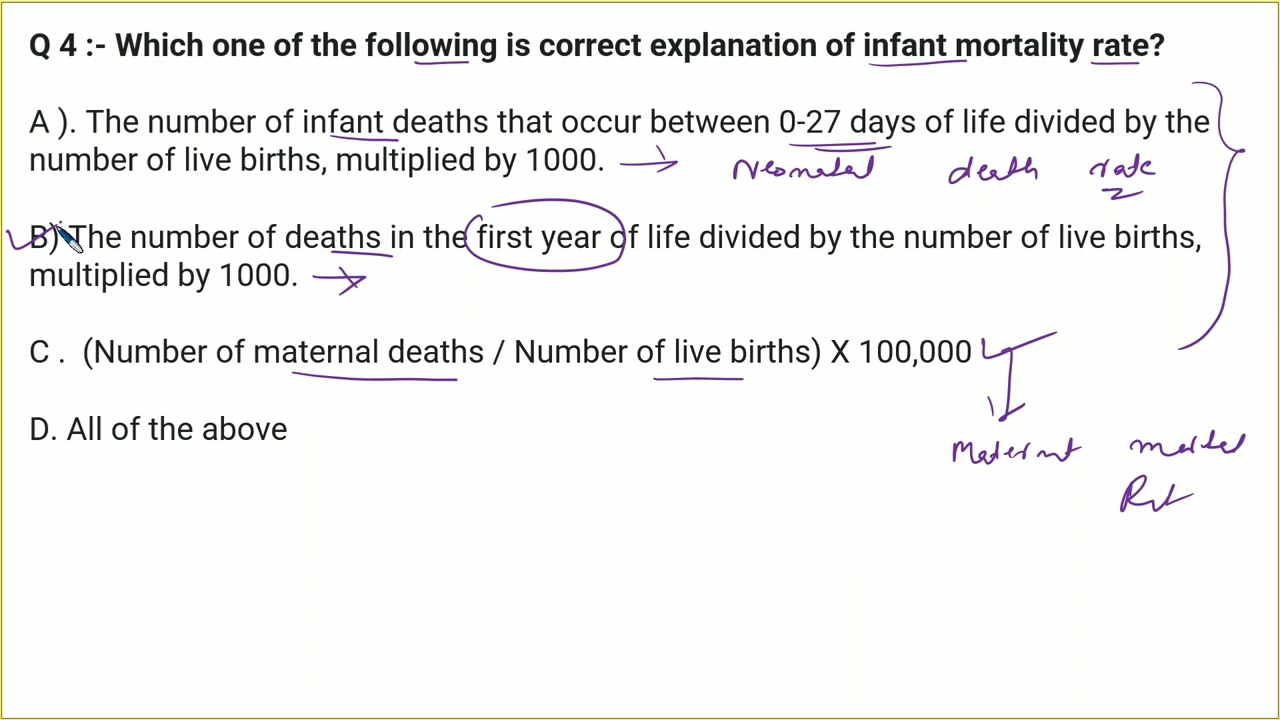 Q 4 :- Which one of the following is correct explanation of infant mortality rate?
A ). The number of infant deaths that occur between 0-27 days of life divided by the
number of live births, multiplied by 1000.
Neonatal death rate
B) The number of deaths in the first year of life divided by the number of live births,
multiplied by 1000.
C . (Number of maternal deaths / Number of live births) X 100,000
D. All of the above